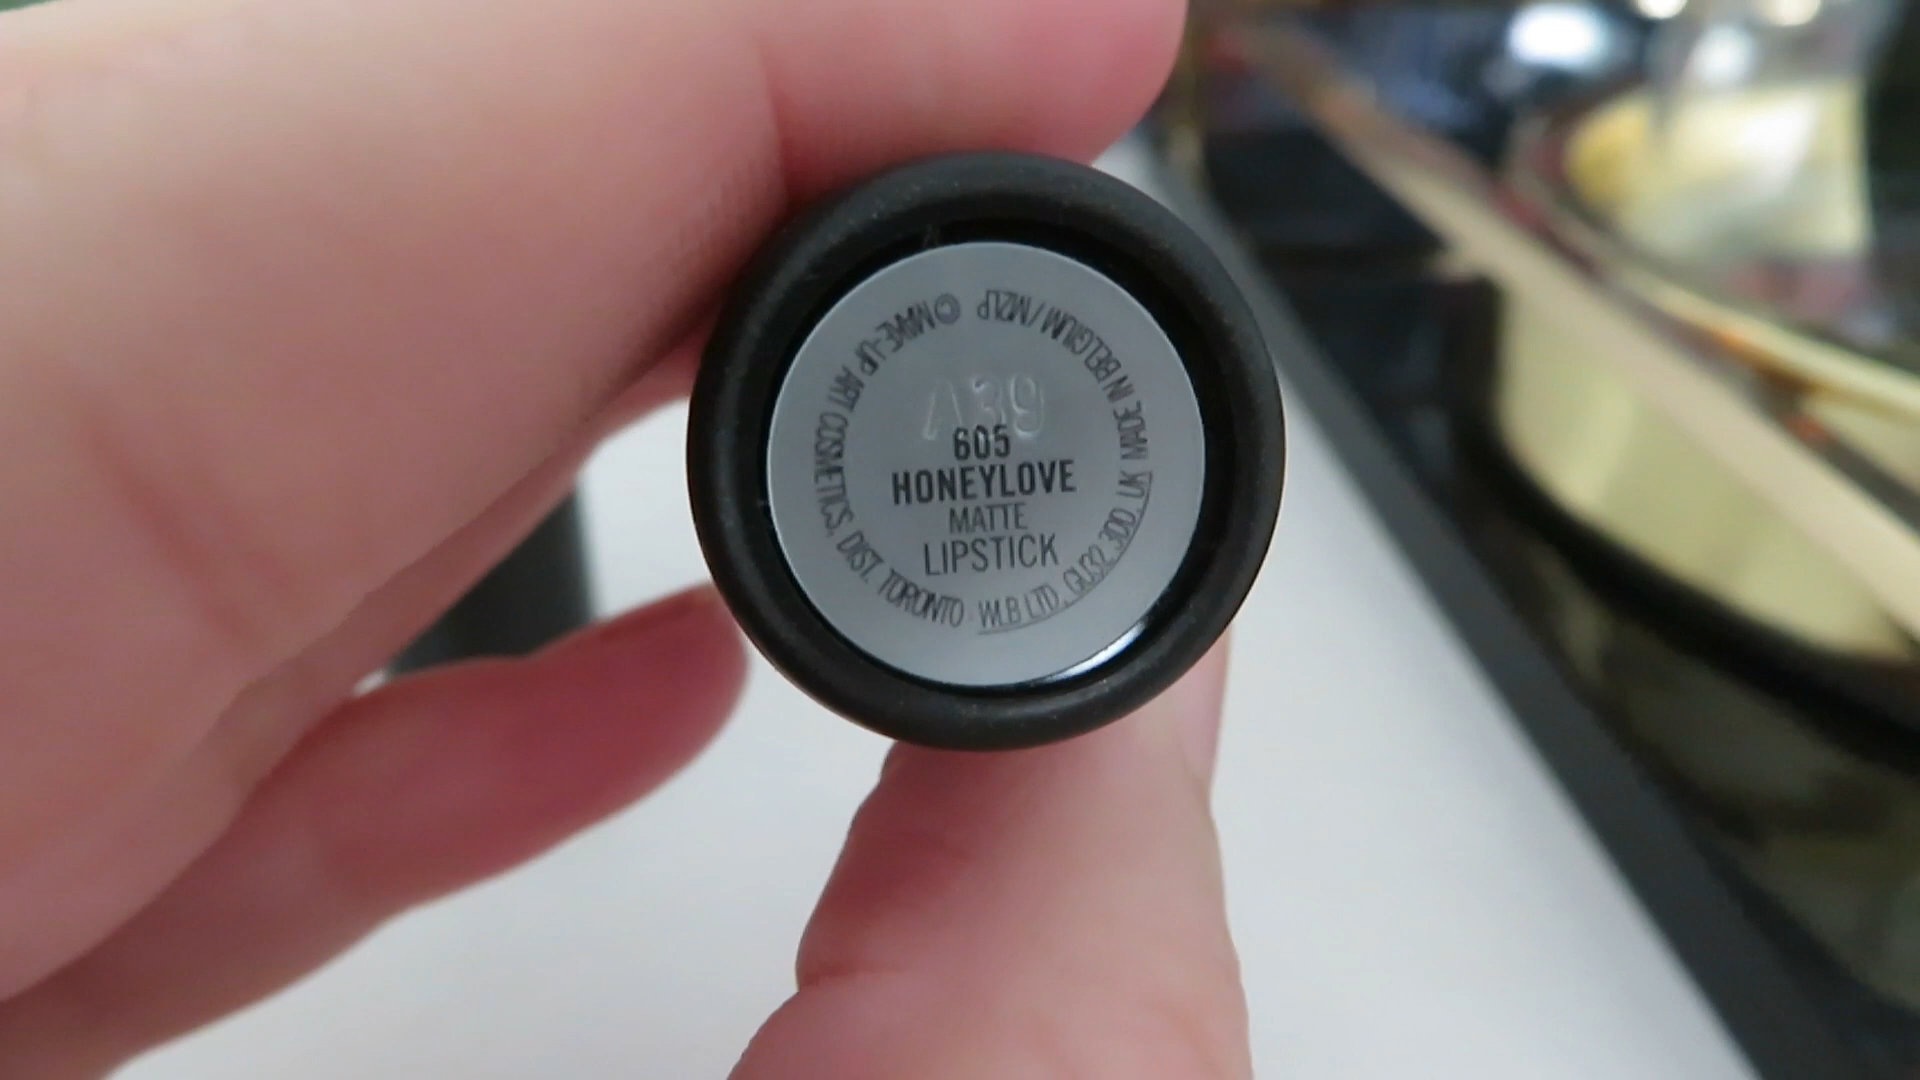 A39
605
HONEYLOVE
MATTE
LIPSTICK
© MAKE-UP ART COSMETICS, DIST. TORONTO - WLB LTD, GU32 3DD, UK MADE IN BELGIUM / M2LP